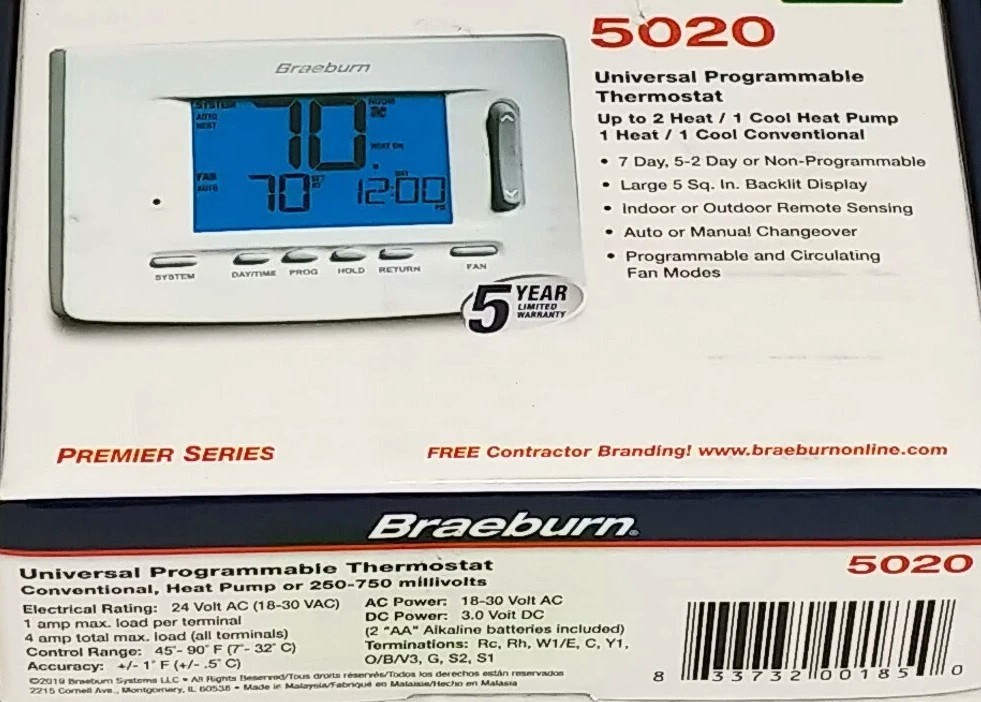 5020
Universal Programmable
Thermostat
Up to 2 Heat / 1 Cool Heat Pump
1 Heat / 1 Cool Conventional
• 7 Day, 5-2 Day or Non-Programmable
• Large 5 Sq. In. Backlit Display
• Indoor or Outdoor Remote Sensing
• Auto or Manual Changeover
• Programmable and Circulating
Fan Modes
Braeburn
SYSTEM
AUTO
HEAT
70
ROOM
HEAT ON
FAN
AUTO
70
SET
12:00
PM
SYSTEM
DAY/TIME
PROG
HOLD
RETURN
FAN
5 YEAR
LIMITED
WARRANTY
PREMIER SERIES
FREE Contractor Branding! www.braeburnonline.com
Braeburn®
5020
Universal Programmable Thermostat
Conventional, Heat Pump or 250-750 millivolts
Electrical Rating: 24 Volt AC (18-30 VAC)
1 amp max. load per terminal
4 amp total max. load (all terminals)
Control Range: 45°- 90° F (7°- 32° C)
Accuracy: +/- 1° F (+/- .5° C)
AC Power: 18-30 Volt AC
DC Power: 3.0 Volt DC
(2 "AA" Alkaline batteries included)
Terminations: Rc, Rh, W1/E, C, Y1,
O/B/V3, G, S2, S1
©2019 Braeburn Systems LLC • All Rights Reserved/Tous droits réservés/Todos los derechos están reservados
2215 Cornell Ave., Montgomery, IL 60538 • Made in Malaysia/Fabriqué en Malaisie/Hecho en Malasia
8 33732 00185 0